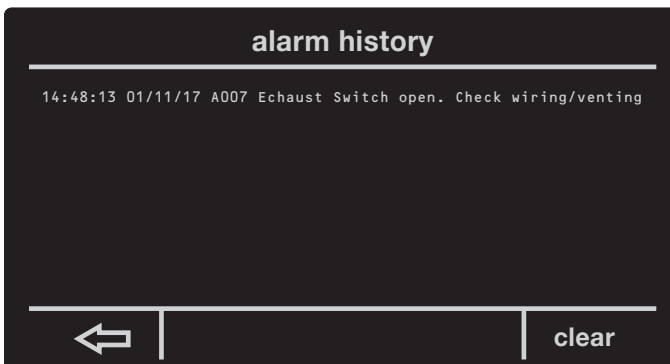 alarm history
14:48:13 01/11/17 A007 Echaust Switch open. Check wiring/venting
clear